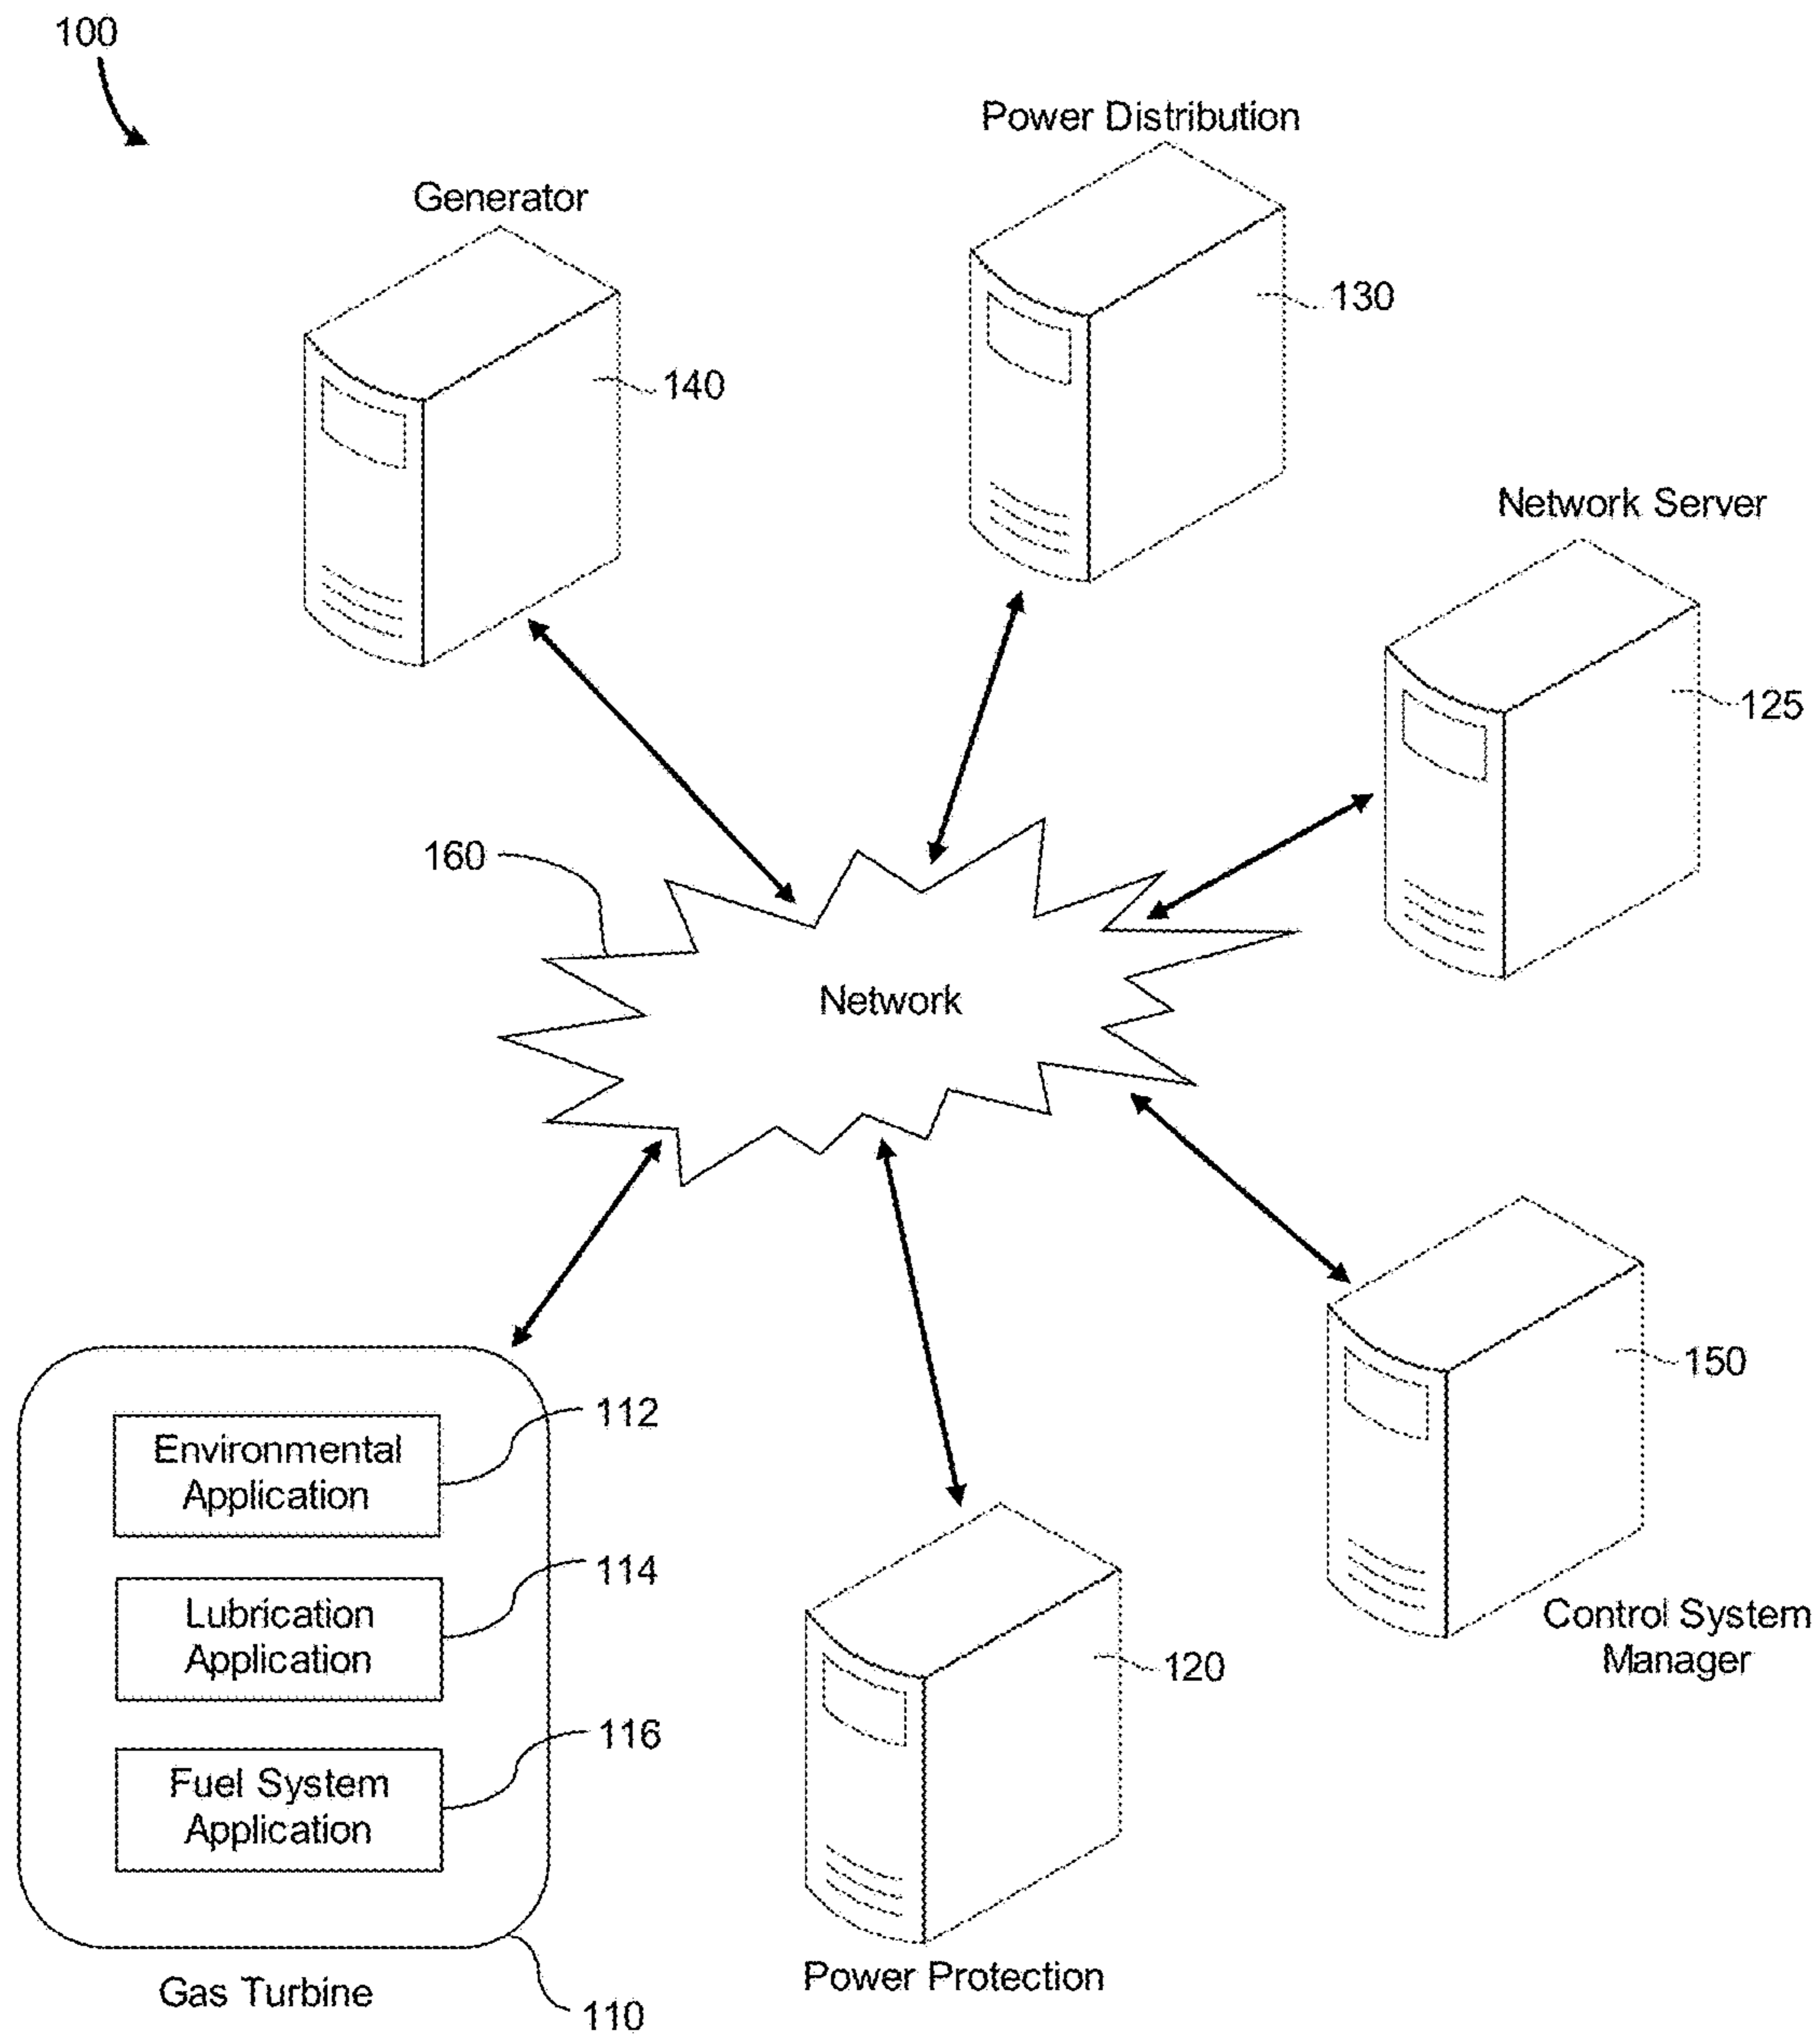 100
Power Distribution
Generator
130
140
Network Server
125
160
Network
112
Environmental
Application
150
114
Lubrication
Application
Control System
Manager
120
116
Fuel System
Application
Power Protection
Gas Turbine
110